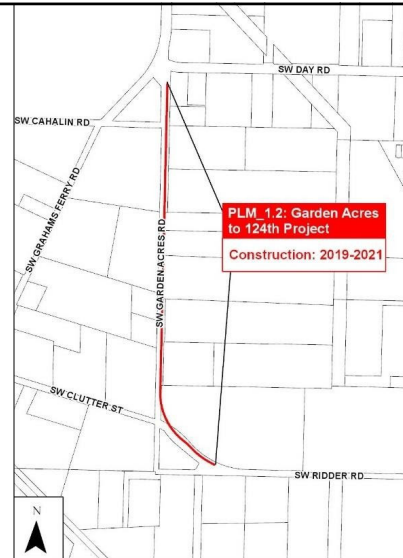 SW DAY RD
SW CAHALIN RD
SW GRAHAMS FERRY RD
SW GARDEN ACRES RD
PLM_1.2: Garden Acres
to 124th Project
Construction: 2019-2021
SW CLUTTER ST
SW RIDDER RD
N